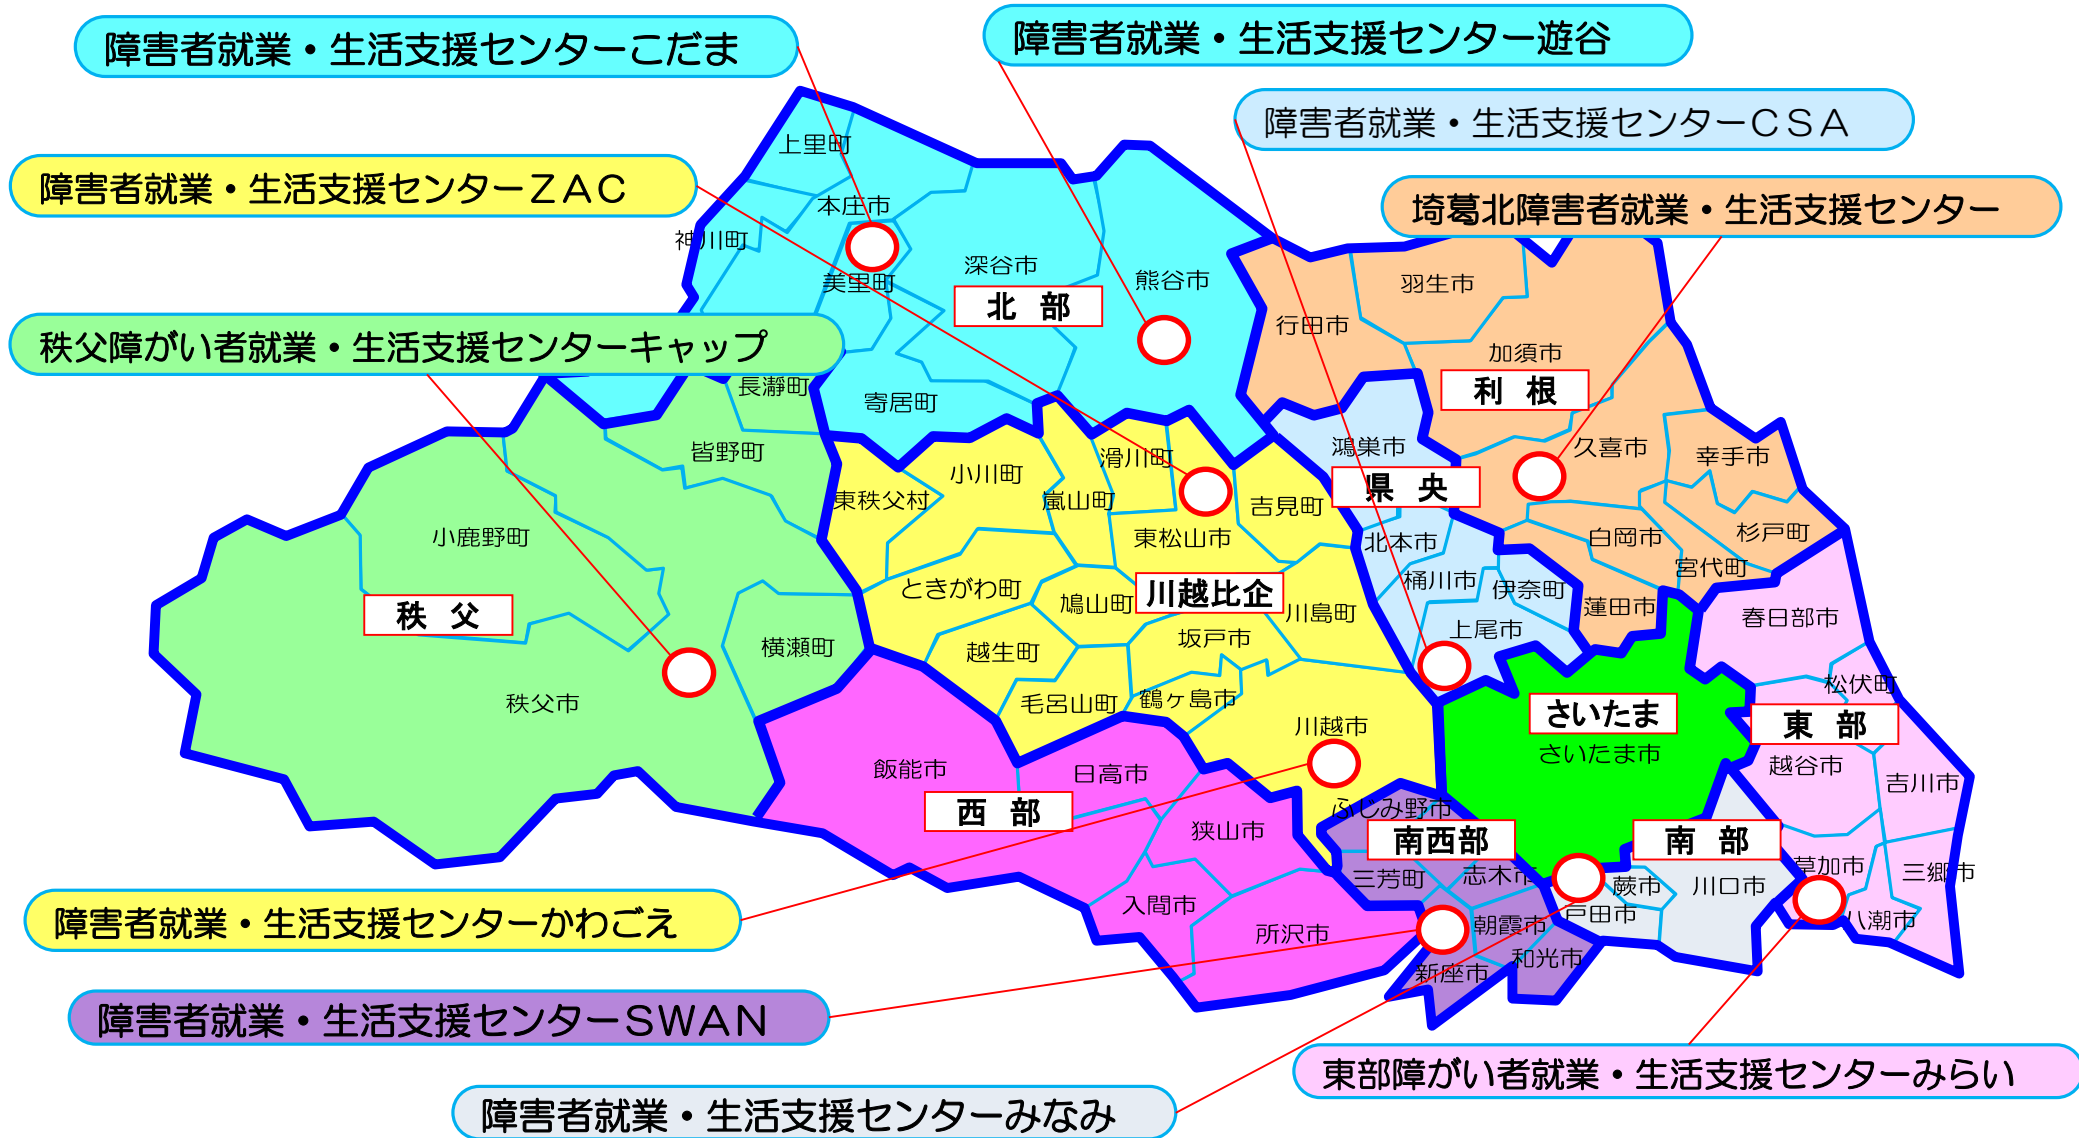 障害者就業・生活支援センターこだま
障害者就業・生活支援センター遊谷
障害者就業・生活支援センターＣＳＡ
障害者就業・生活支援センターＺＡＣ
埼葛北障害者就業・生活支援センター
秩父障がい者就業・生活支援センターキャップ
上里町
本庄市
神川町
美里町
深谷市
熊谷市
北 部
羽生市
行田市
加須市
利 根
長瀞町
寄居町
皆野町
小川町
滑川町
鴻巣市
久喜市
幸手市
東秩父村
嵐山町
吉見町
県 央
小鹿野町
東松山市
北本市
白岡市
杉戸町
宮代町
ときがわ町
鳩山町
川越比企
川島町
桶川市
伊奈町
蓮田市
秩 父
春日部市
横瀬町
越生町
坂戸市
上尾市
秩父市
毛呂山町
鶴ヶ島市
川越市
さいたま
さいたま市
松伏町
東 部
越谷市
吉川市
飯能市
日高市
西 部
狭山市
ふじみ野市
南西部
南 部
三芳町
志木市
蕨市
川口市
草加市
三郷市
入間市
所沢市
朝霞市
戸田市
八潮市
和光市
新座市
障害者就業・生活支援センターかわごえ
障害者就業・生活支援センターＳＷＡＮ
東部障がい者就業・生活支援センターみらい
障害者就業・生活支援センターみなみ